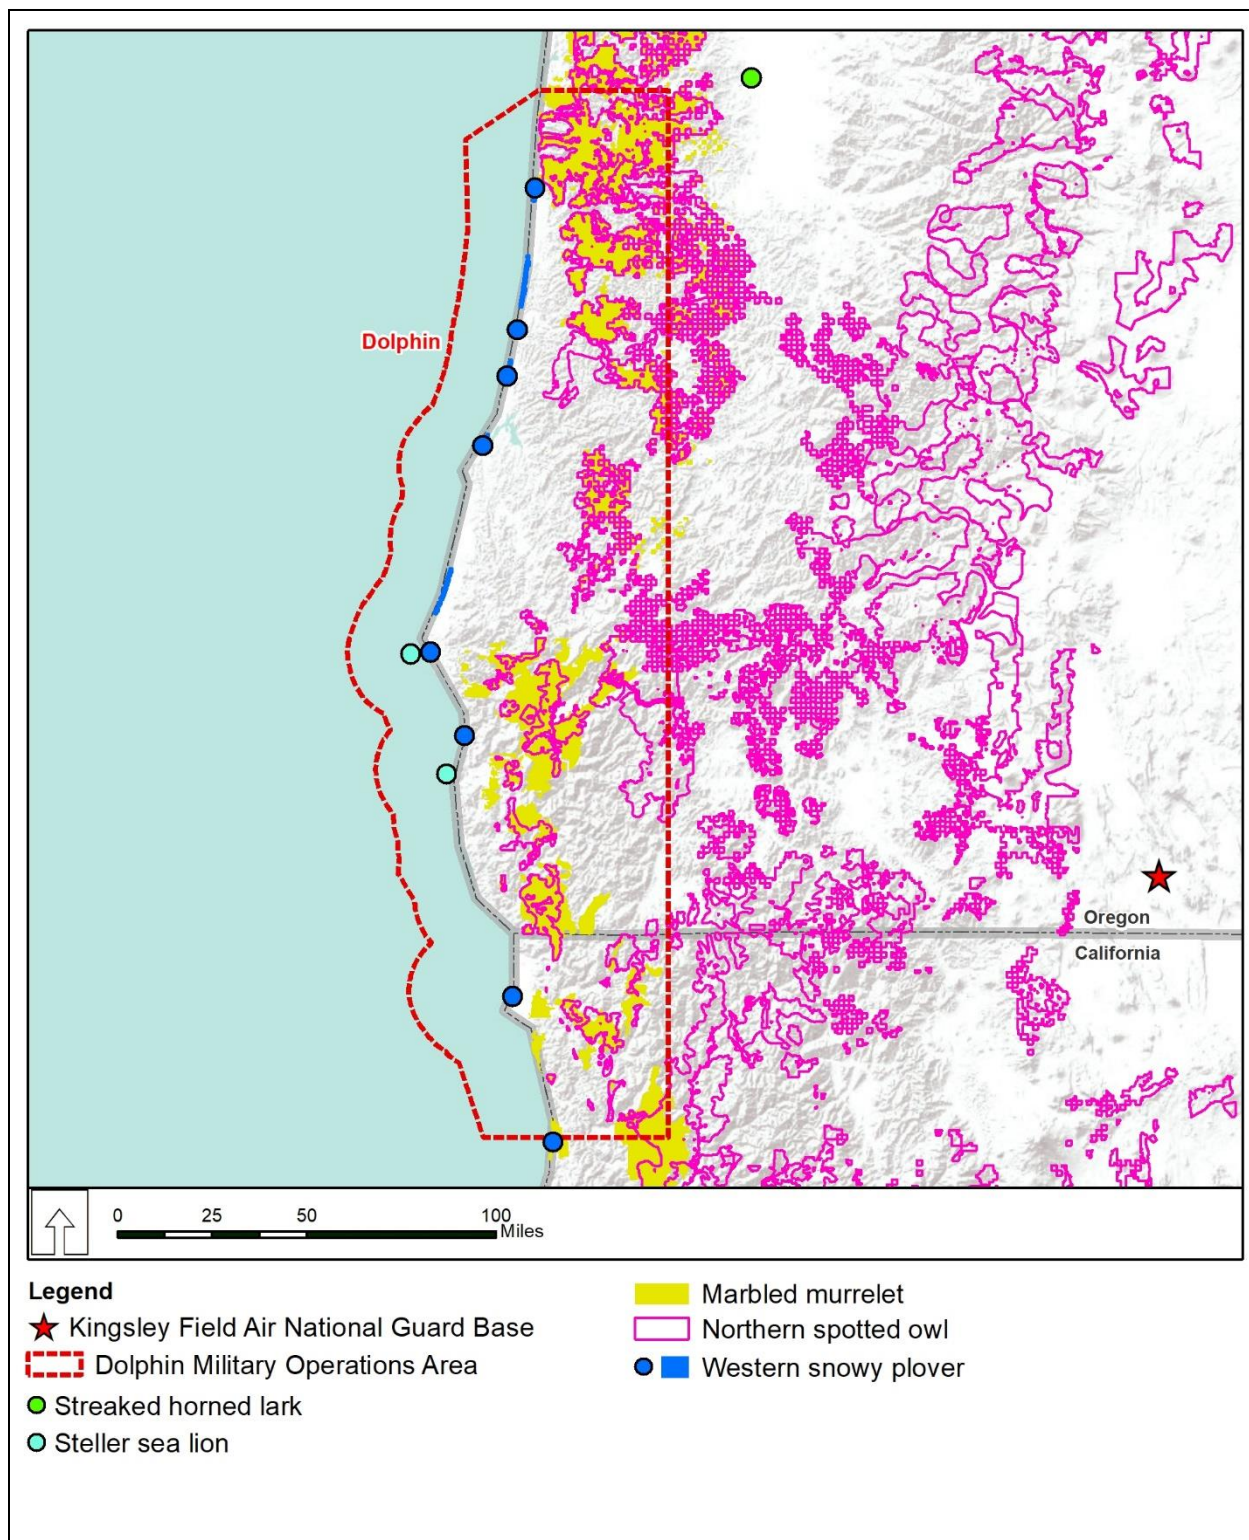 Dolphin
Oregon
California
0 25 50 100
Miles
Legend
Kingsley Field Air National Guard Base
Dolphin Military Operations Area
Streaked horned lark
Steller sea lion
Marbled murrelet
Northern spotted owl
Western snowy plover